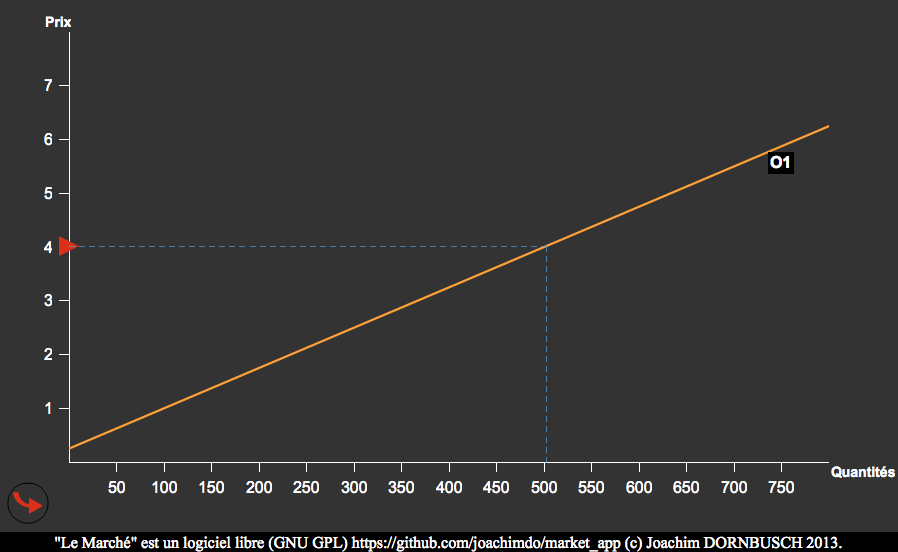 Prix
7
6
O1
5
4
3
2
1
Quantités
50 100 150 200 250 300 350 400 450 500 550 600 650 700 750
"Le Marché" est un logiciel libre (GNU GPL) https://github.com/joachimdo/market_app (c) Joachim DORNBUSCH 2013.